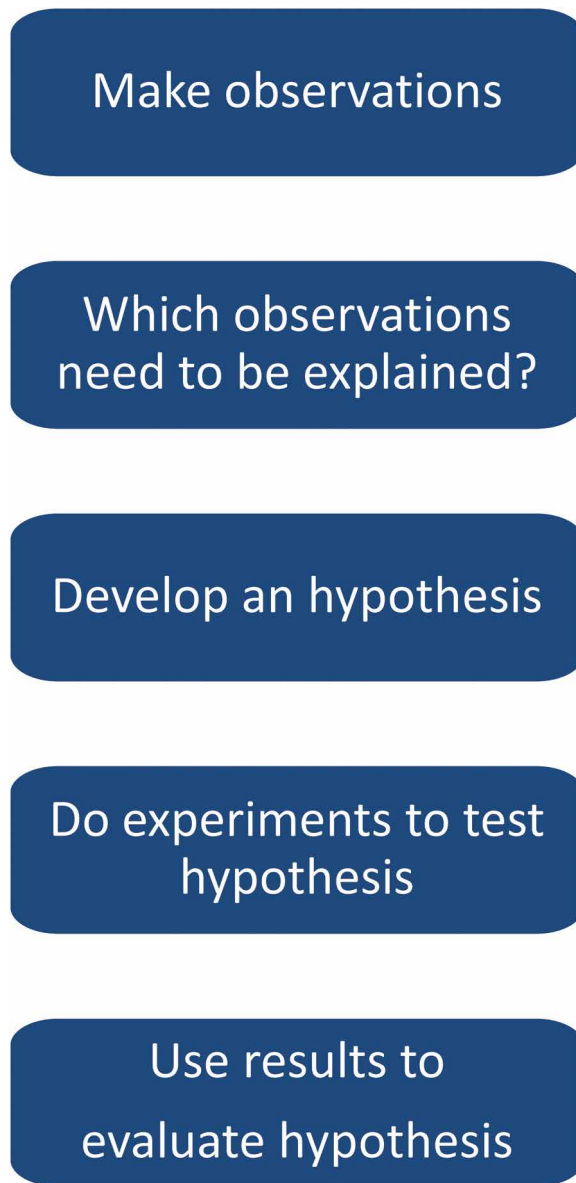 Make observations
Which observations
need to be explained?
Develop an hypothesis
Do experiments to test
hypothesis
Use results to
evaluate hypothesis